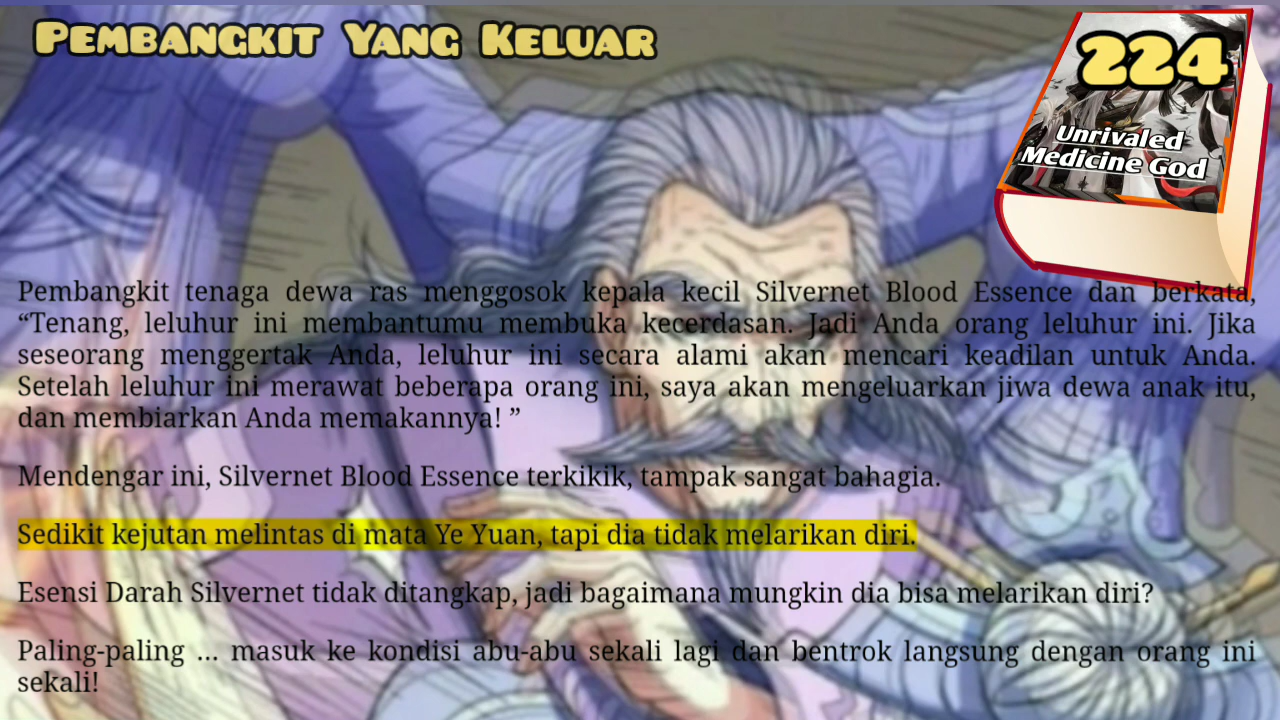 Pembangkit Yang Keluar
224
Unrivaled
Medicine God
Pembangkit tenaga dewa ras menggosok kepala kecil Silvernet Blood Essence dan berkata,
“Tenang, leluhur ini membantumu membuka kecerdasan. Jadi Anda orang leluhur ini. Jika
seseorang menggertak Anda, leluhur ini secara alami akan mencari keadilan untuk Anda.
Setelah leluhur ini merawat beberapa orang ini, saya akan mengeluarkan jiwa dewa anak itu,
dan membiarkan Anda memakannya! ”
Mendengar ini, Silvernet Blood Essence terkikik, tampak sangat bahagia.
Sedikit kejutan melintas di mata Ye Yuan, tapi dia tidak melarikan diri.
Esensi Darah Silvernet tidak ditangkap, jadi bagaimana mungkin dia bisa melarikan diri?
Paling-paling … masuk ke kondisi abu-abu sekali lagi dan bentrok langsung dengan orang ini
sekali!